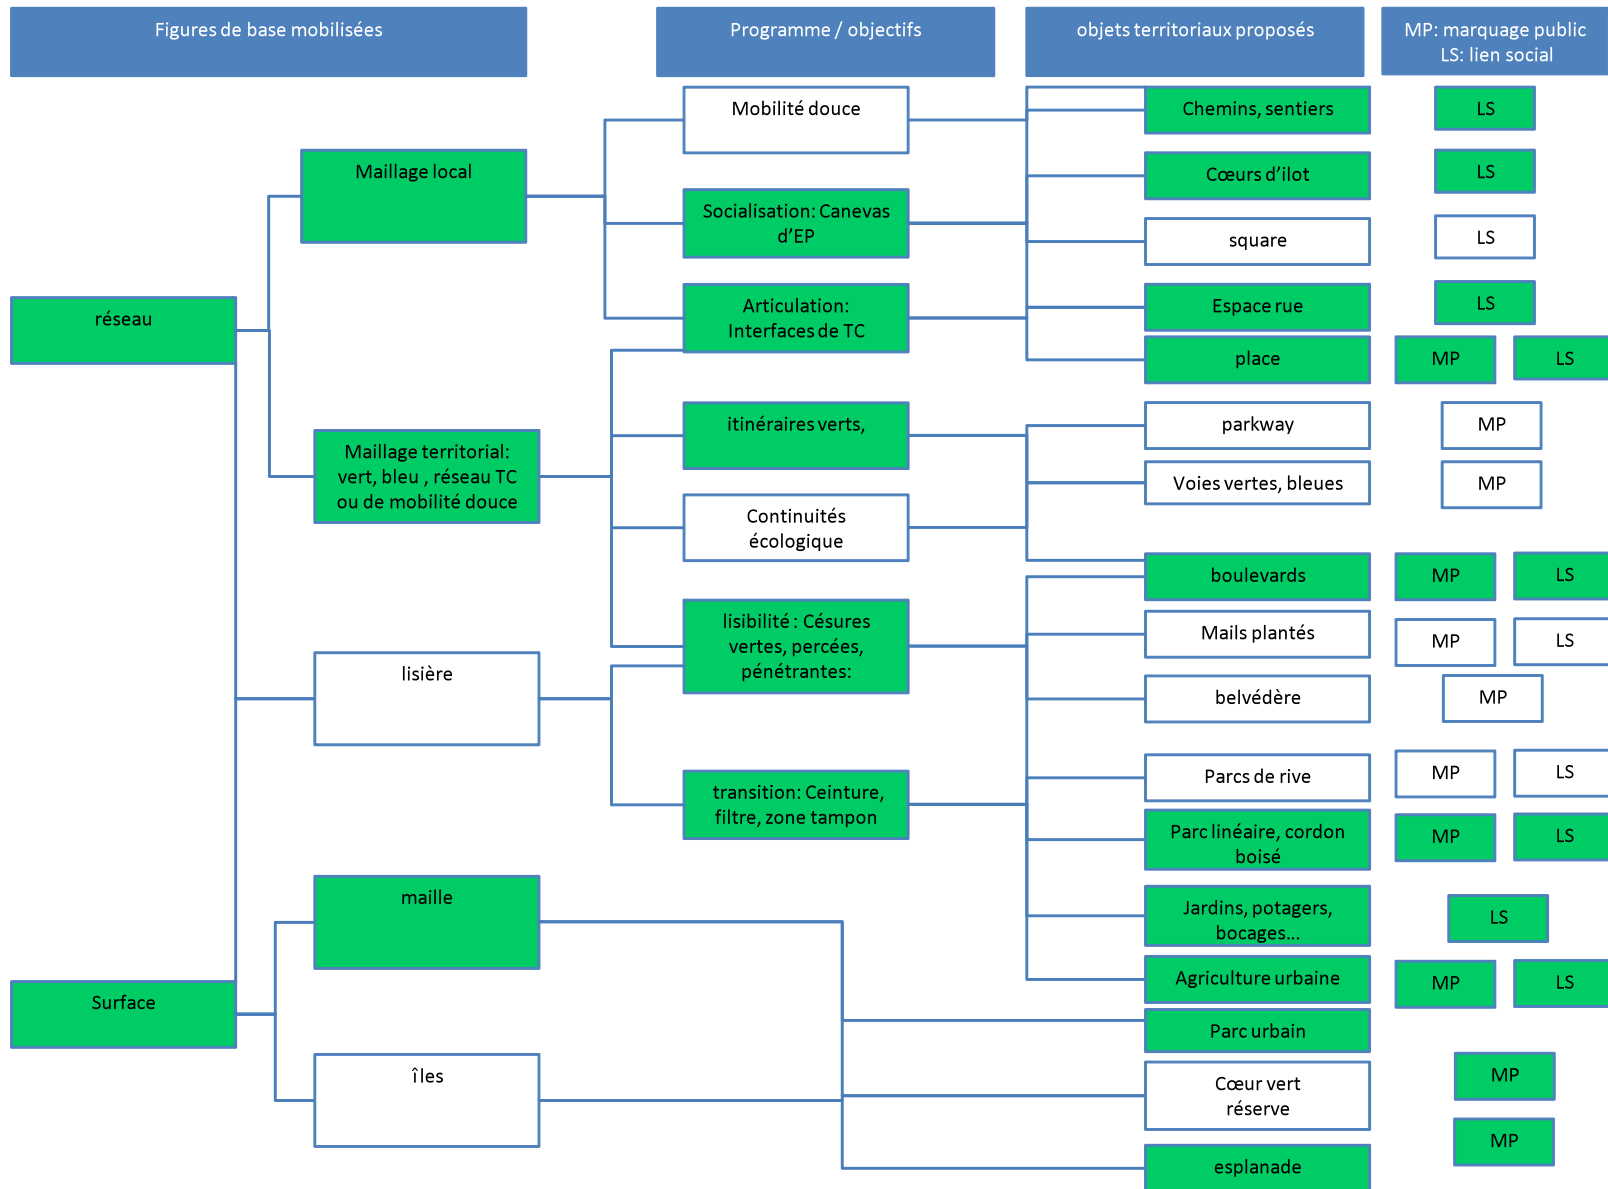 Figures de base mobilisées
Programme / objectifs
objets territoriaux proposés
MP: marquage public
LS: lien social
Mobilité douce
Chemins, sentiers
LS
Maillage local
Cœurs d'ilot
LS
Socialisation: Canevas
d'EP
square
LS
réseau
Articulation:
Interfaces de TC
Espace rue
LS
place
MP
LS
Maillage territorial:
vert, bleu , réseau TC
ou de mobilité douce
itinéraires verts,
parkway
MP
Voies vertes, bleues
MP
Continuités
écologique
boulevards
MP
LS
lisibilité : Césures
vertes, percées,
pénétrantes:
Mails plantés
MP
LS
lisière
belvédère
MP
transition: Ceinture,
filtre, zone tampon
Parcs de rive
MP
LS
Parc linéaire, cordon
boisé
MP
LS
maille
Jardins, potagers,
bocages...
LS
Surface
Agriculture urbaine
MP
LS
Parc urbain
îles
Cœur vert
réserve
MP
MP
esplanade